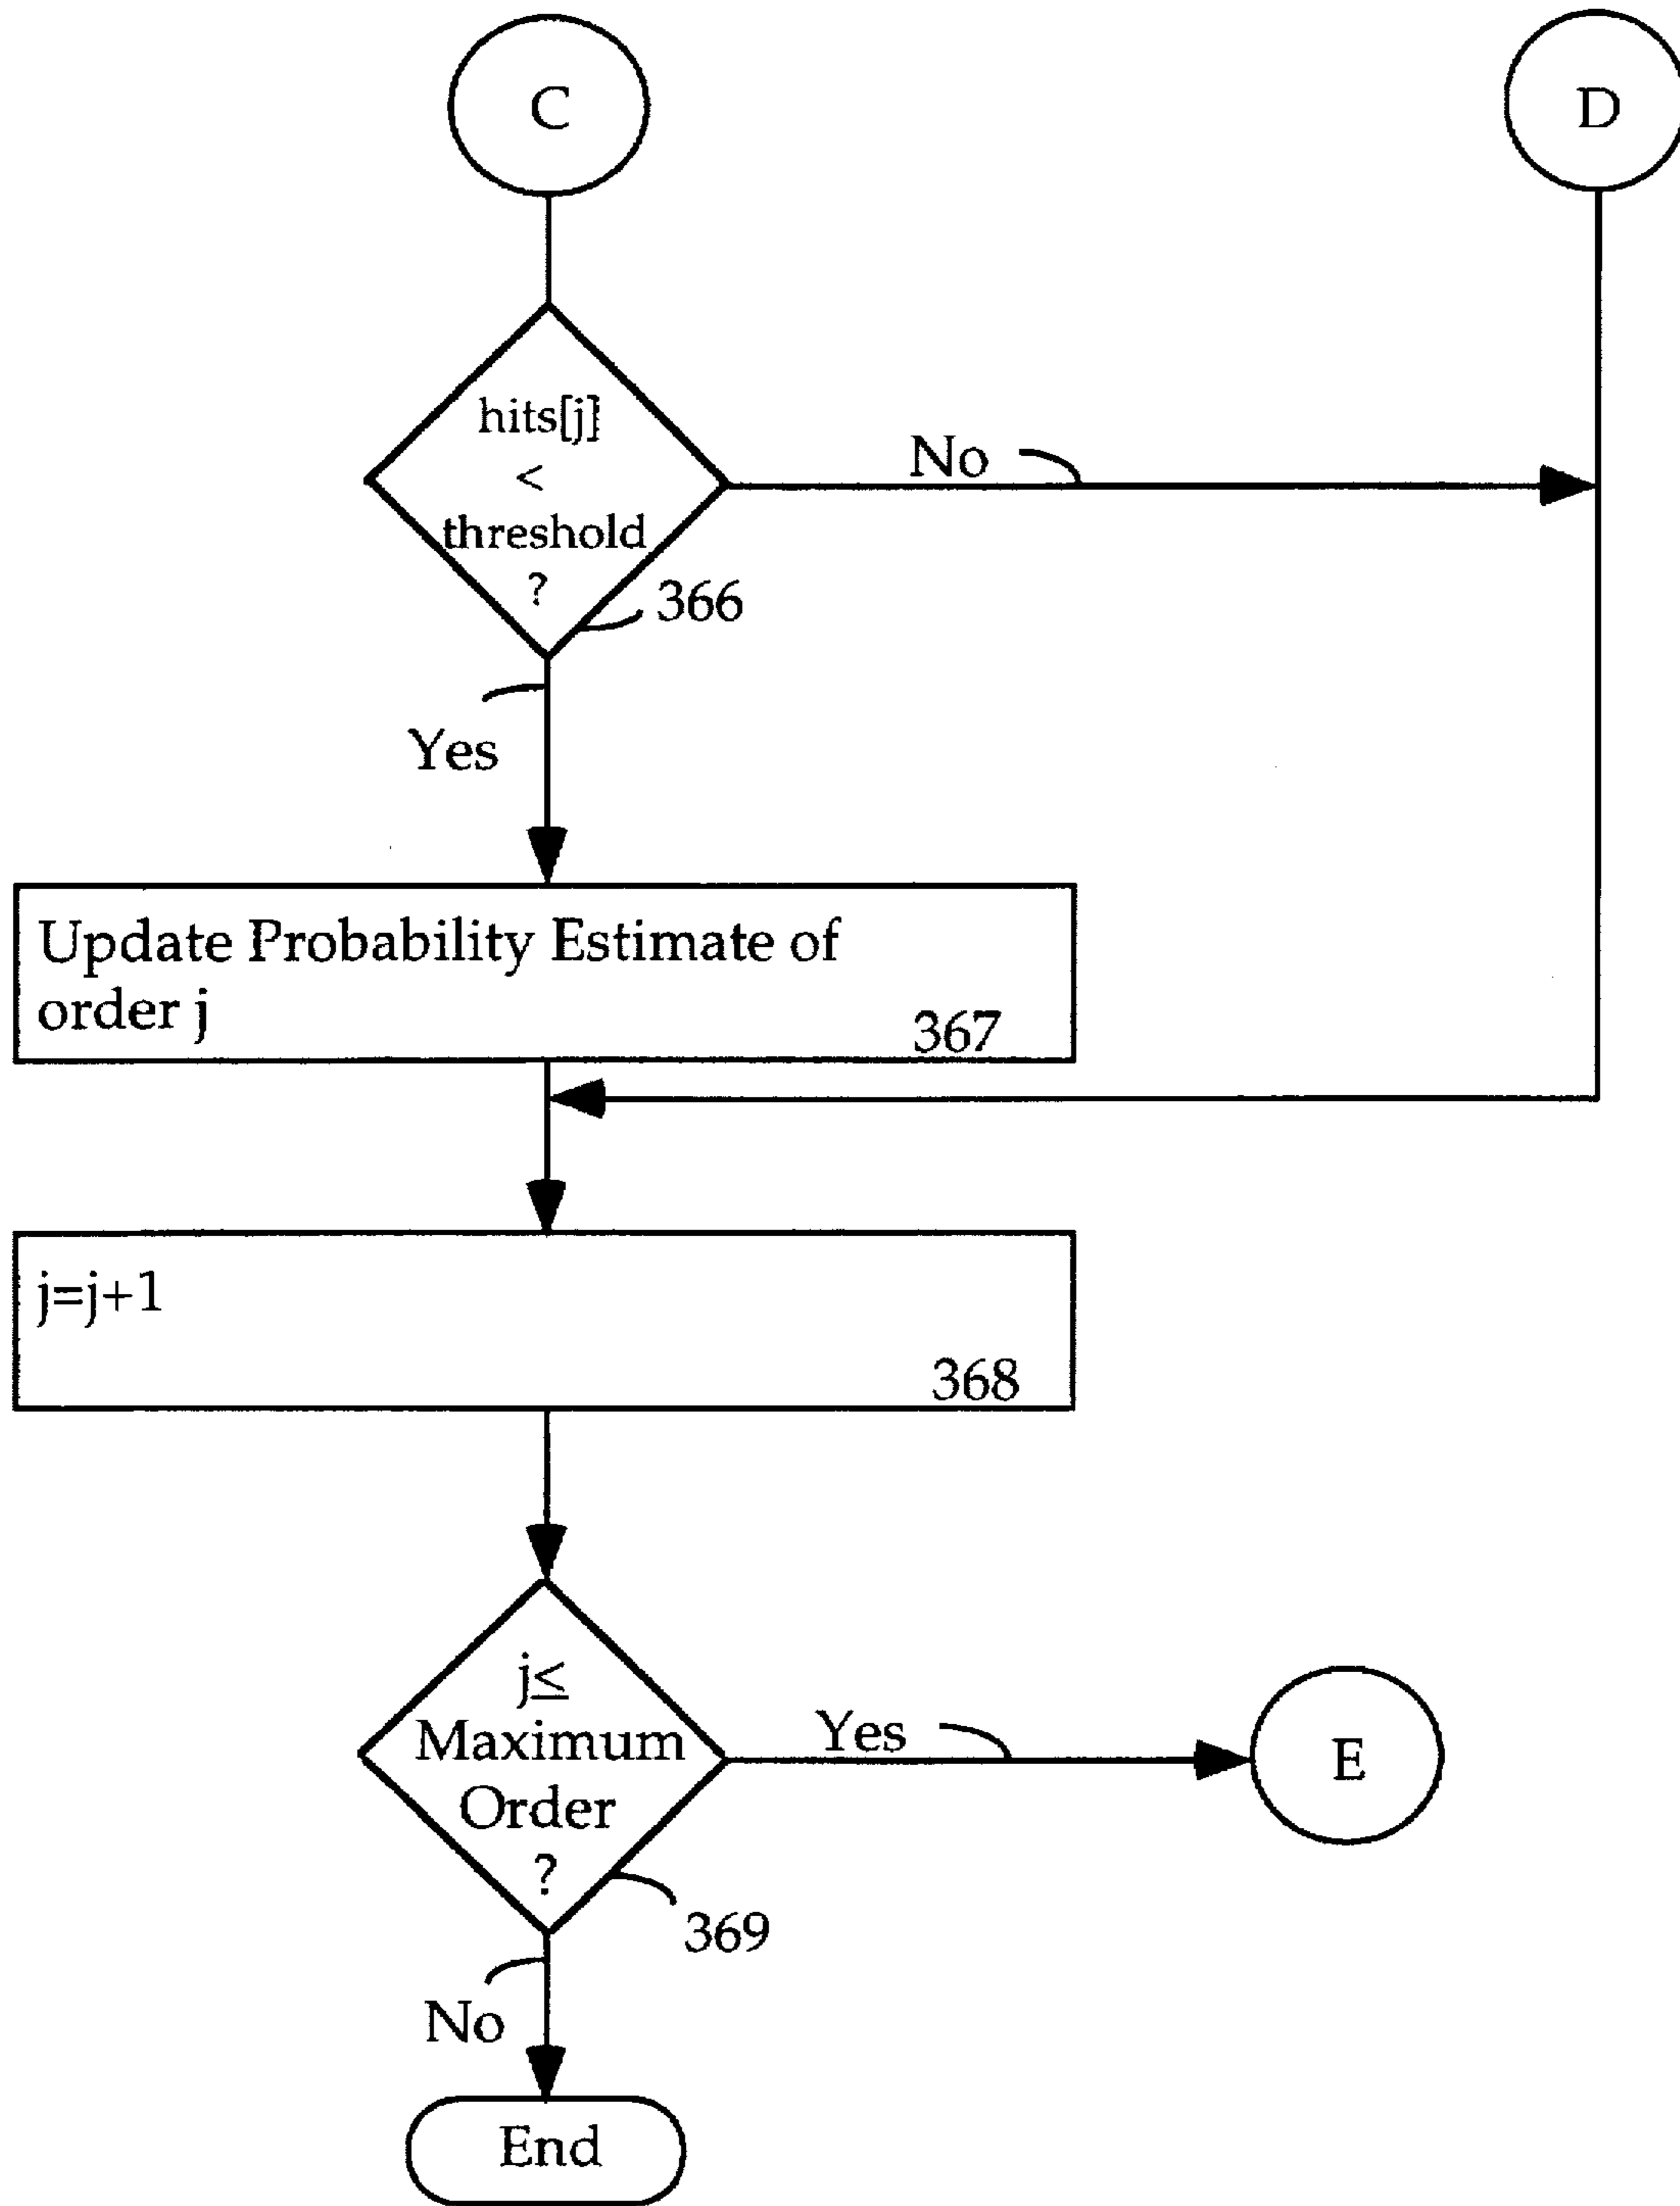 C
D
hits[j]
<
threshold
?
No
366
Yes
Update Probability Estimate of
order j
367
j=j+1
368
j≤
Maximum
Order
?
Yes
E
369
No
End